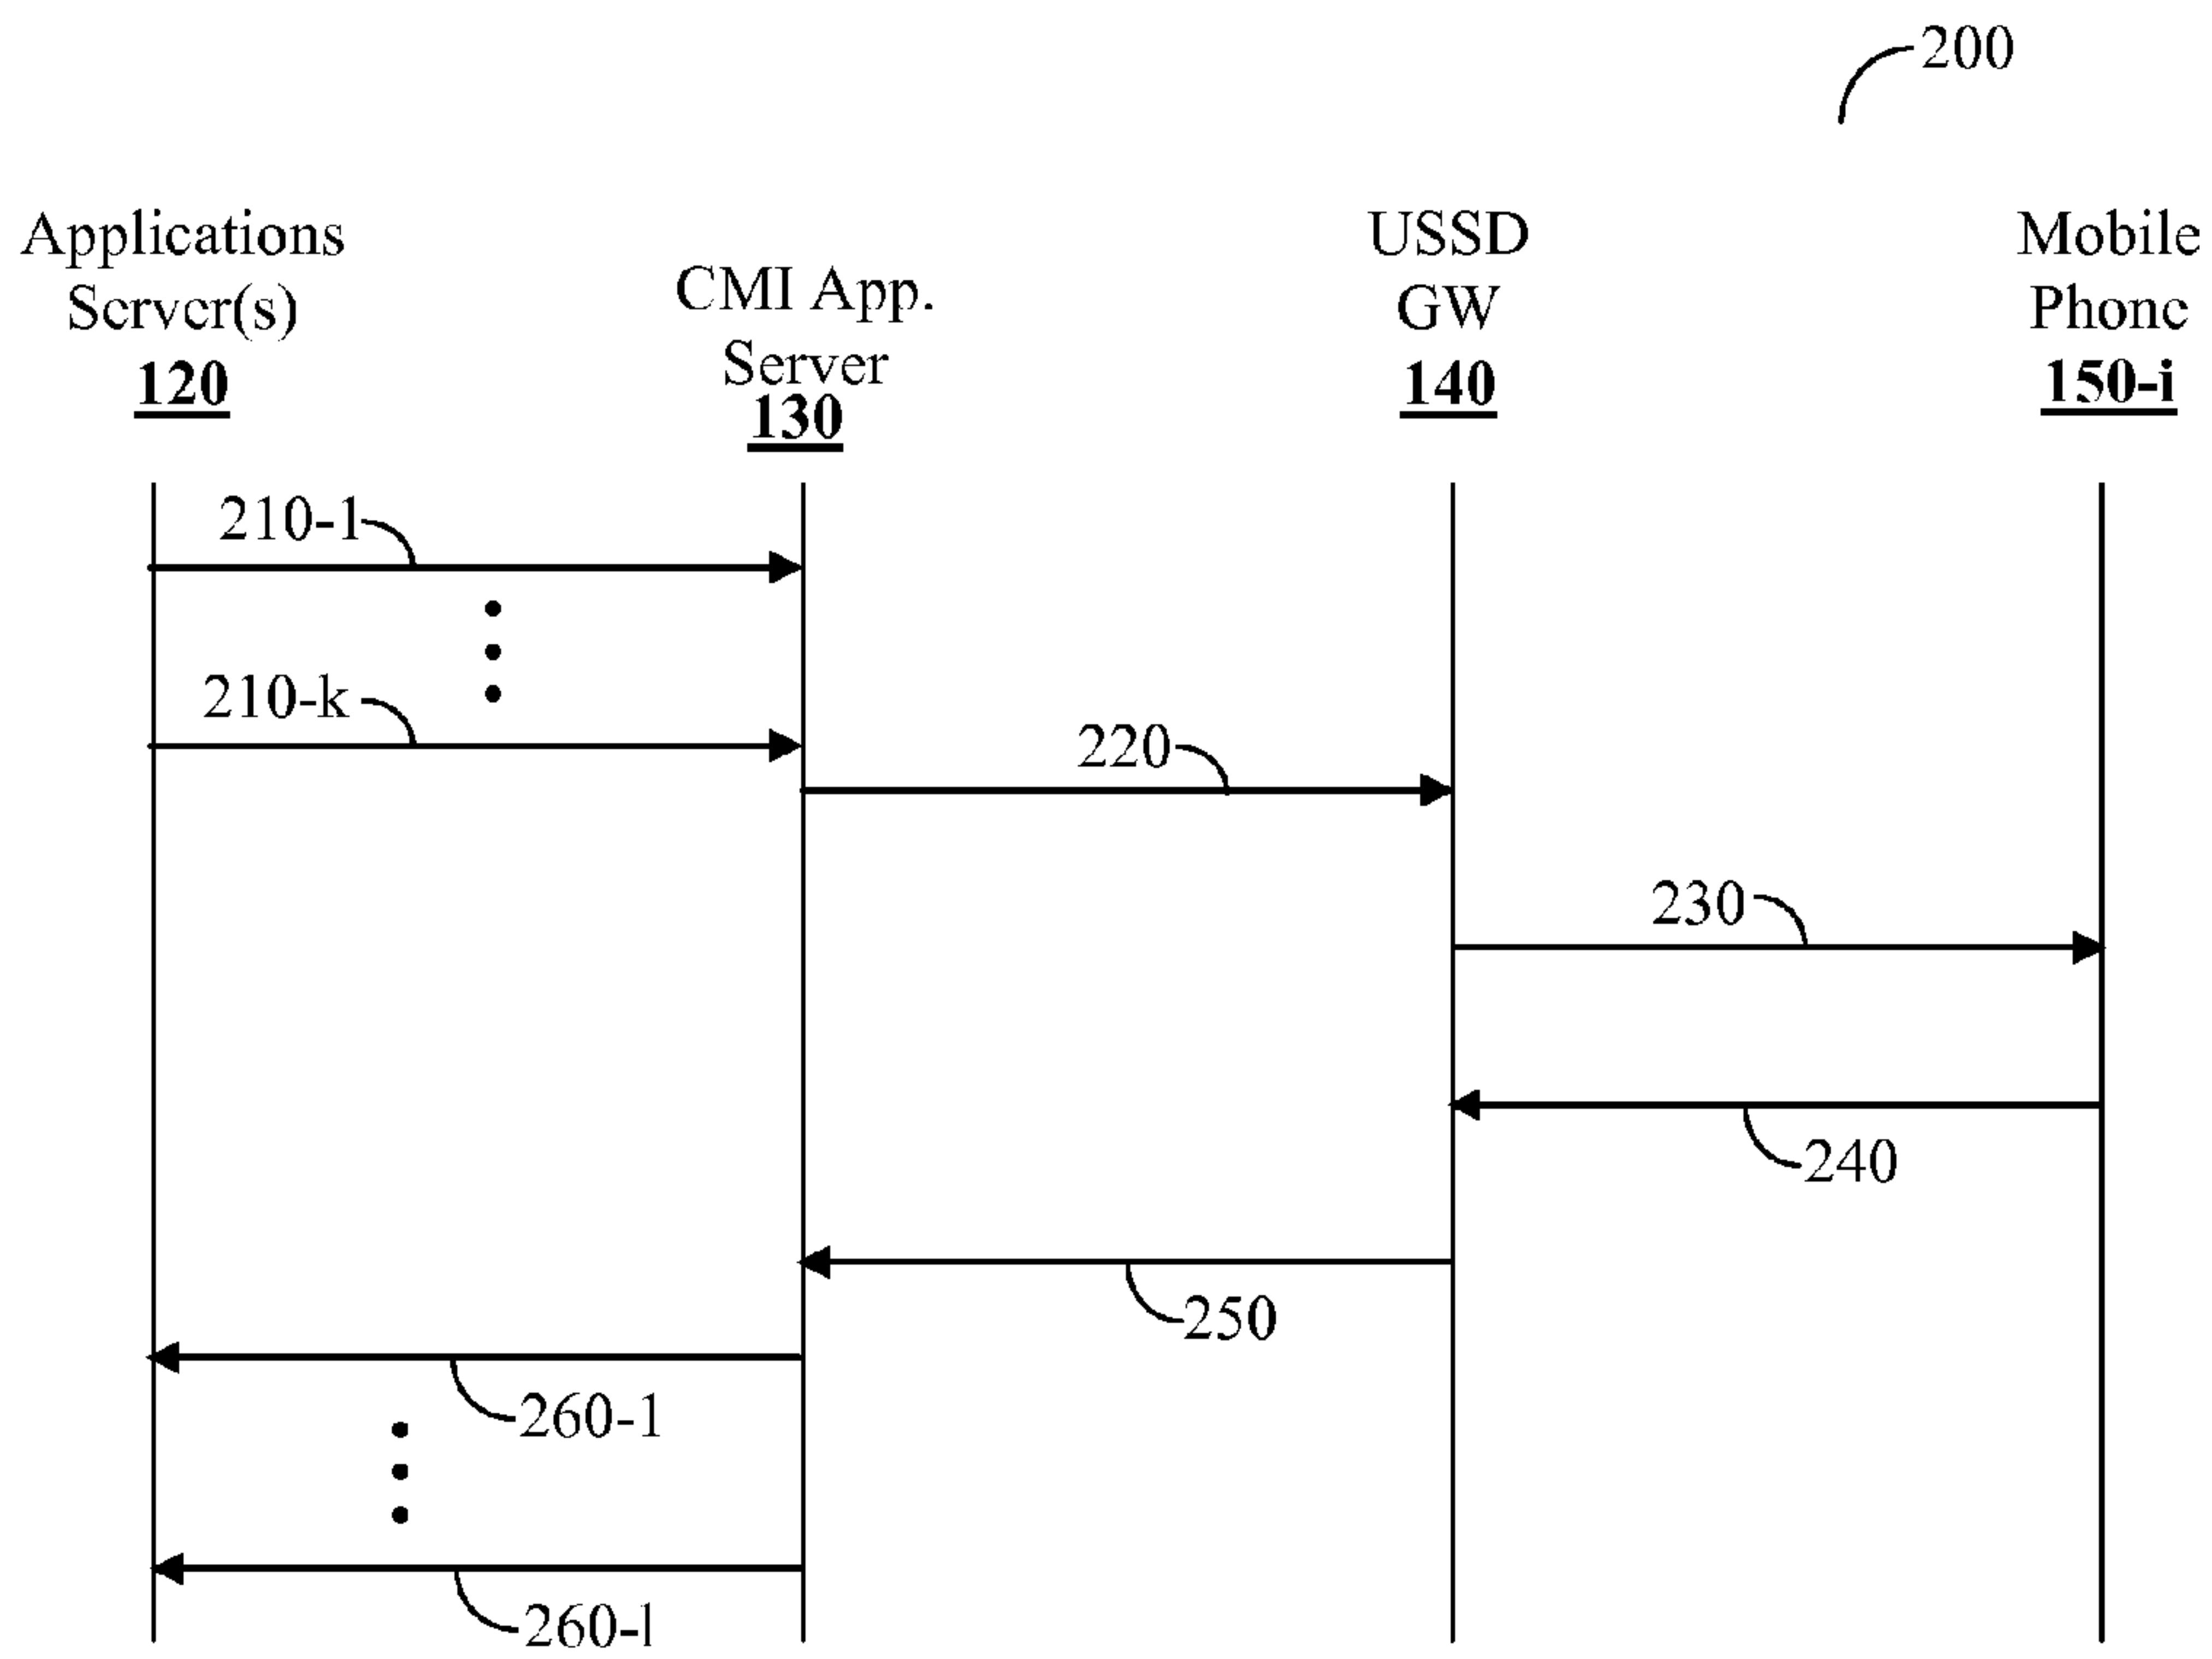 200
Applications
Server(s)
120
CMI App.
Server
130
USSD
GW
140
Mobile
Phone
150-i
210-1
210-k
220
230
240
250
260-1
260-l